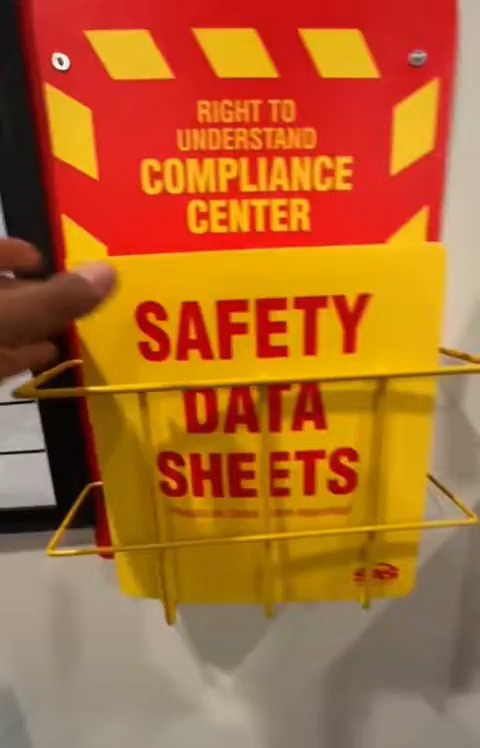 RIGHT TO
UNDERSTAND
COMPLIANCE
CENTER
SAFETY
DATA
SHEETS